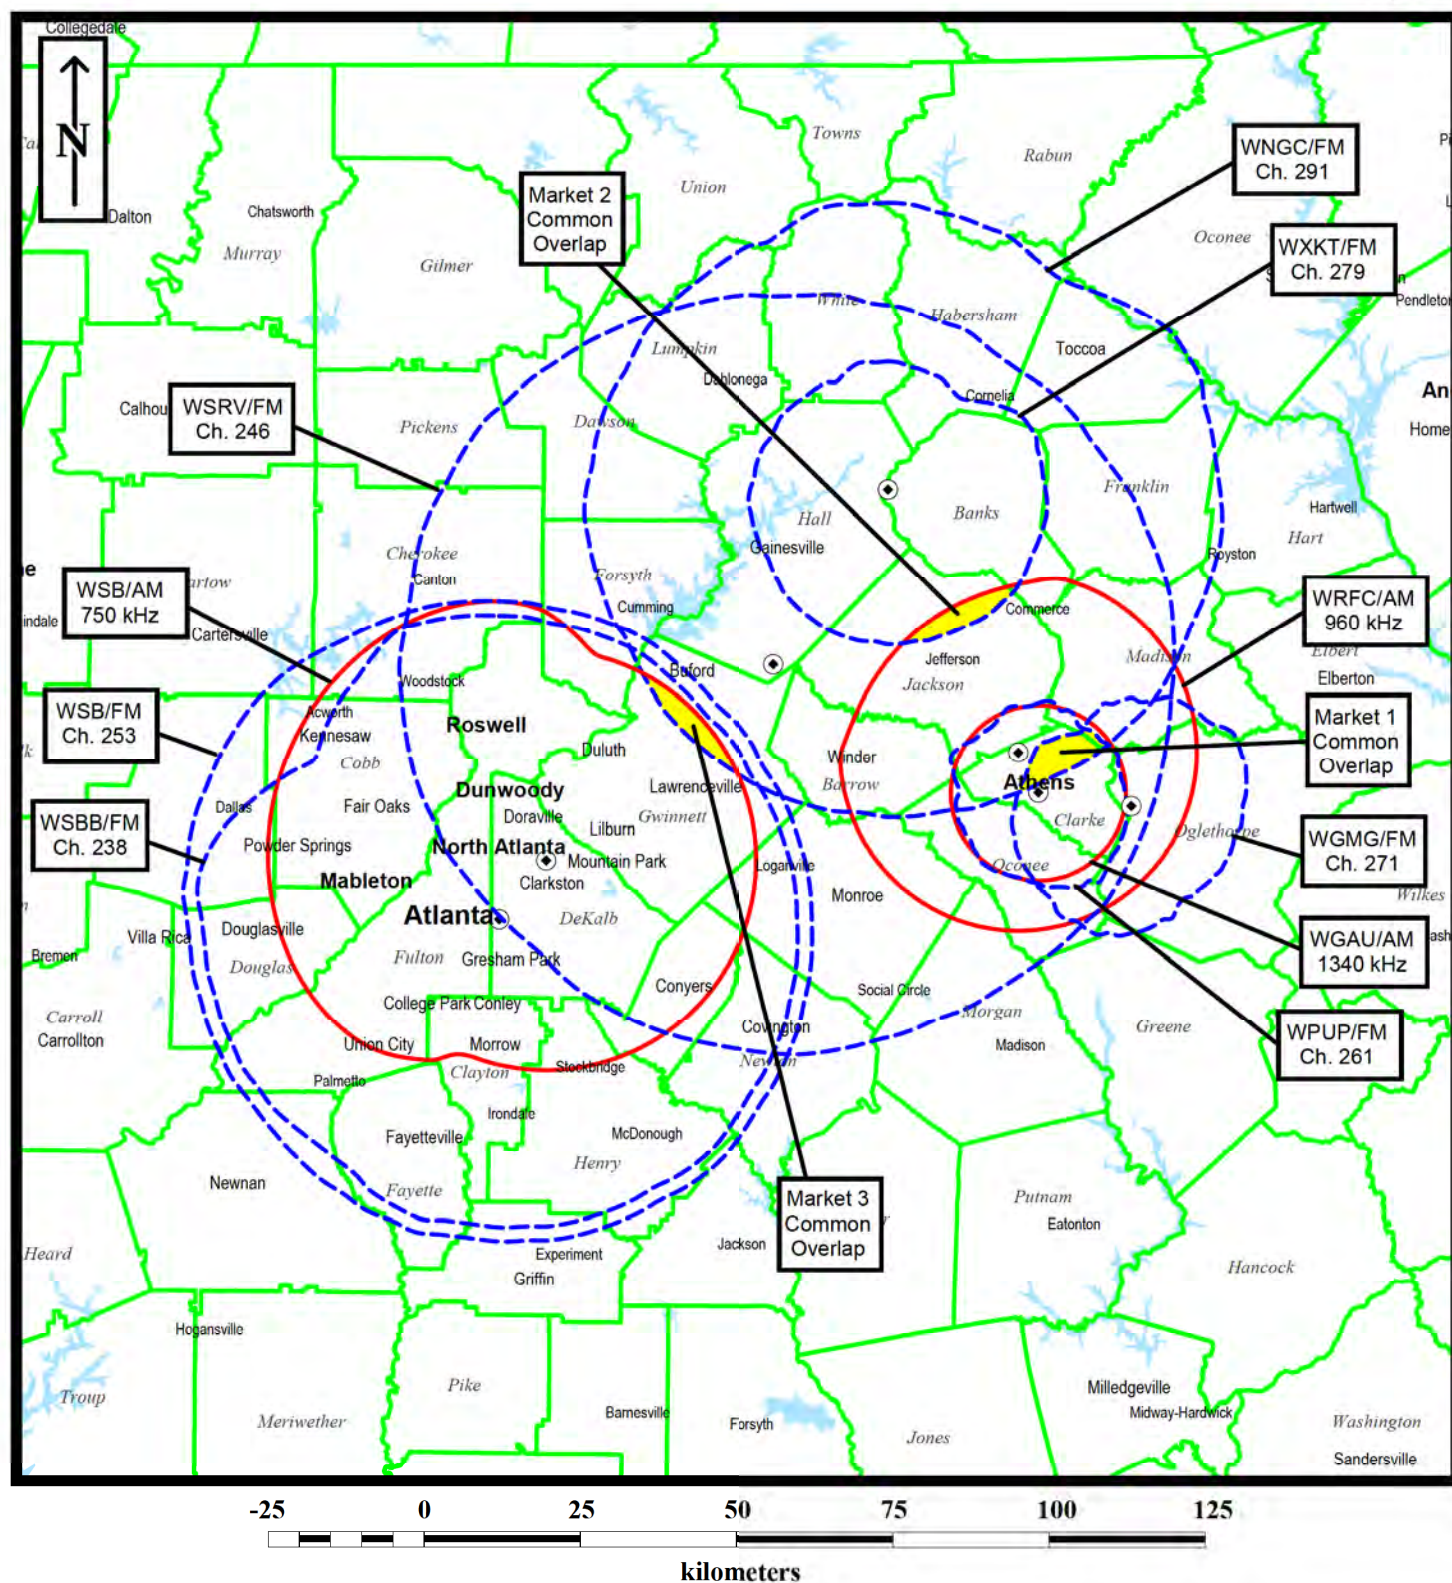 Collegedale
N
Dalton
Chatsworth
Murray
Gilmer
Union
Towns
Rabun
Oconee
WNGC/FM
Ch. 291
Market 2
Common
Overlap
WXKT/FM
Ch. 279
Pendleton
White
Habersham
Lumpkin
Toccoa
Dahlonega
Cornelia
An
Home
WSRV/FM
Ch. 246
Calhou
Pickens
Dawson
Franklin
Hartwell
Hall
Banks
Gainesville
Hart
Royston
Cherokee
Canton
Forsyth
Cumming
WSB/AM
750 kHz
artow
Cartersville
indale
Commerce
WRFC/AM
960 kHz
Elbert
Elberton
Madison
Jefferson
Jackson
Buford
Woodstock
WSB/FM
Ch. 253
Acworth
Kennesaw
Cobb
Roswell
Duluth
Winder
Barrow
Market 1
Common
Overlap
Athens
Clarke
Lawrenceville
Gwinnett
Dunwoody
Doraville
Lilburn
Dallas
Fair Oaks
WSBB/FM
Ch. 238
Powder Springs
North Atlanta
Mountain Park
Clarkston
Loganville
Oglethorpe
WGMG/FM
Ch. 271
Oconee
Wilkes
Mableton
Monroe
Atlanta
DeKalb
Villa Rica
Douglasville
Douglas
Bremen
Fulton
Gresham Park
WGAU/AM
1340 kHz
ash
Conyers
Social Circle
College Park
Conley
Carroll
Carrollton
Union City
Morrow
Covington
Newton
Morgan
Madison
Greene
WPUP/FM
Ch. 261
Palmetto
Clayton
Stockbridge
Irondale
Fayetteville
McDonough
Henry
Newnan
Fayette
Market 3
Common
Overlap
Putnam
Eatonton
Jackson
Heard
Experiment
Griffin
Hancock
Hogansville
Troup
Meriwether
Pike
Barnesville
Forsyth
Jones
Milledgeville
Midway-Hardwick
Washington
Sandersville
-25 0 25 50 75 100 125
kilometers